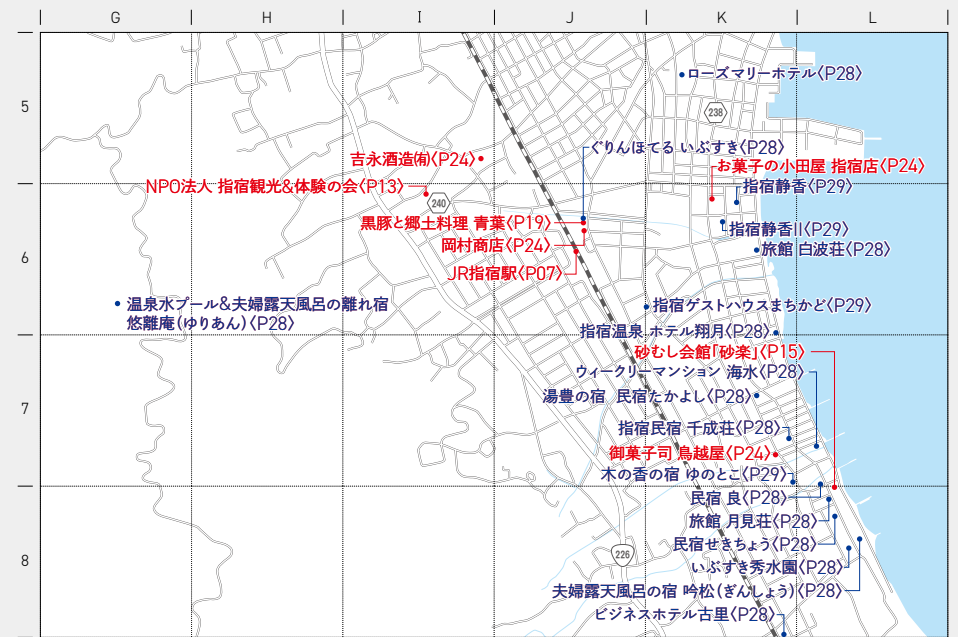 G H I J K L
5
ローズマリーホテル〈P28〉
238
ぐりんほてる いぶすき〈P28〉
吉永酒造㈲〈P24〉
お菓子の小田屋 指宿店〈P24〉
NPO法人 指宿観光&体験の会〈P13〉
指宿静香〈P29〉
240
黒豚と郷土料理 青葉〈P19〉
指宿静香II〈P29〉
岡村商店〈P24〉
旅館 白波荘〈P28〉
6
JR指宿駅〈P07〉
温泉水プール&夫婦露天風呂の離れ宿
悠離庵(ゆりあん)〈P28〉
指宿ゲストハウスまちかど〈P29〉
指宿温泉 ホテル翔月〈P28〉
砂むし会館「砂楽」〈P15〉
ウィークリーマンション 海水〈P28〉
湯豊の宿 民宿たかよし〈P28〉
7
指宿民宿 千成荘〈P28〉
御菓子司 鳥越屋〈P24〉
木の香の宿 ゆのとこ〈P29〉
民宿 良〈P28〉
旅館 月見荘〈P28〉
民宿せきちょう〈P28〉
226
8
いぶすき秀水園〈P28〉
夫婦露天風呂の宿 吟松(ぎんしょう)〈P28〉
ビジネスホテル古里〈P28〉